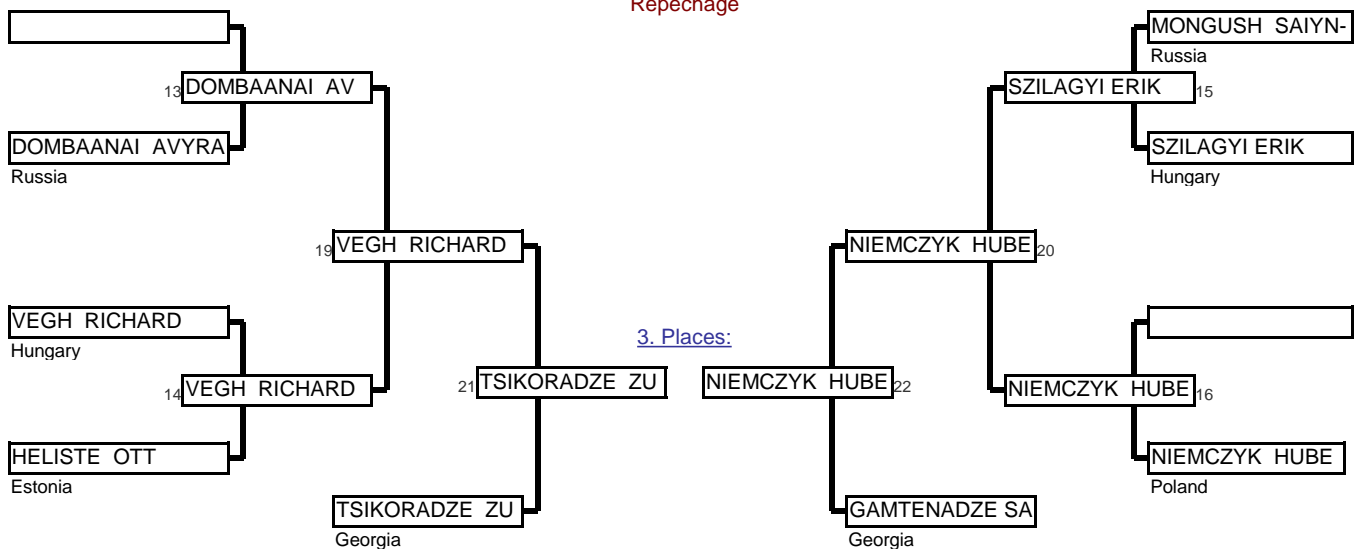 Repechage
MONGUSH SAIYN-
Russia
13 DOMBAANAI AV
SZILAGYI ERIK 15
DOMBAANAI AVYRA
Russia
SZILAGYI ERIK
Hungary
19 VEGH RICHARD
NIEMCZYK HUBE 20
VEGH RICHARD
Hungary
3. Places:
14 VEGH RICHARD
21 TSIKORADZE ZU
NIEMCZYK HUBE 22
NIEMCZYK HUBE 16
HELISTE OTT
Estonia
NIEMCZYK HUBE
Poland
TSIKORADZE ZU
Georgia
GAMTENADZE SA
Georgia